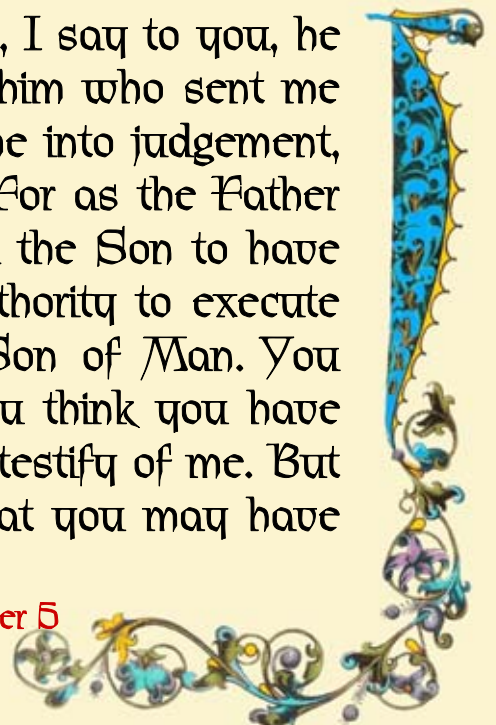 , I say to you, he
him who sent me
e into judgement,
For as the Father
the Son to have
thority to execute
Son of Man. You
u think you have
testify of me. But
at you may have
er 5